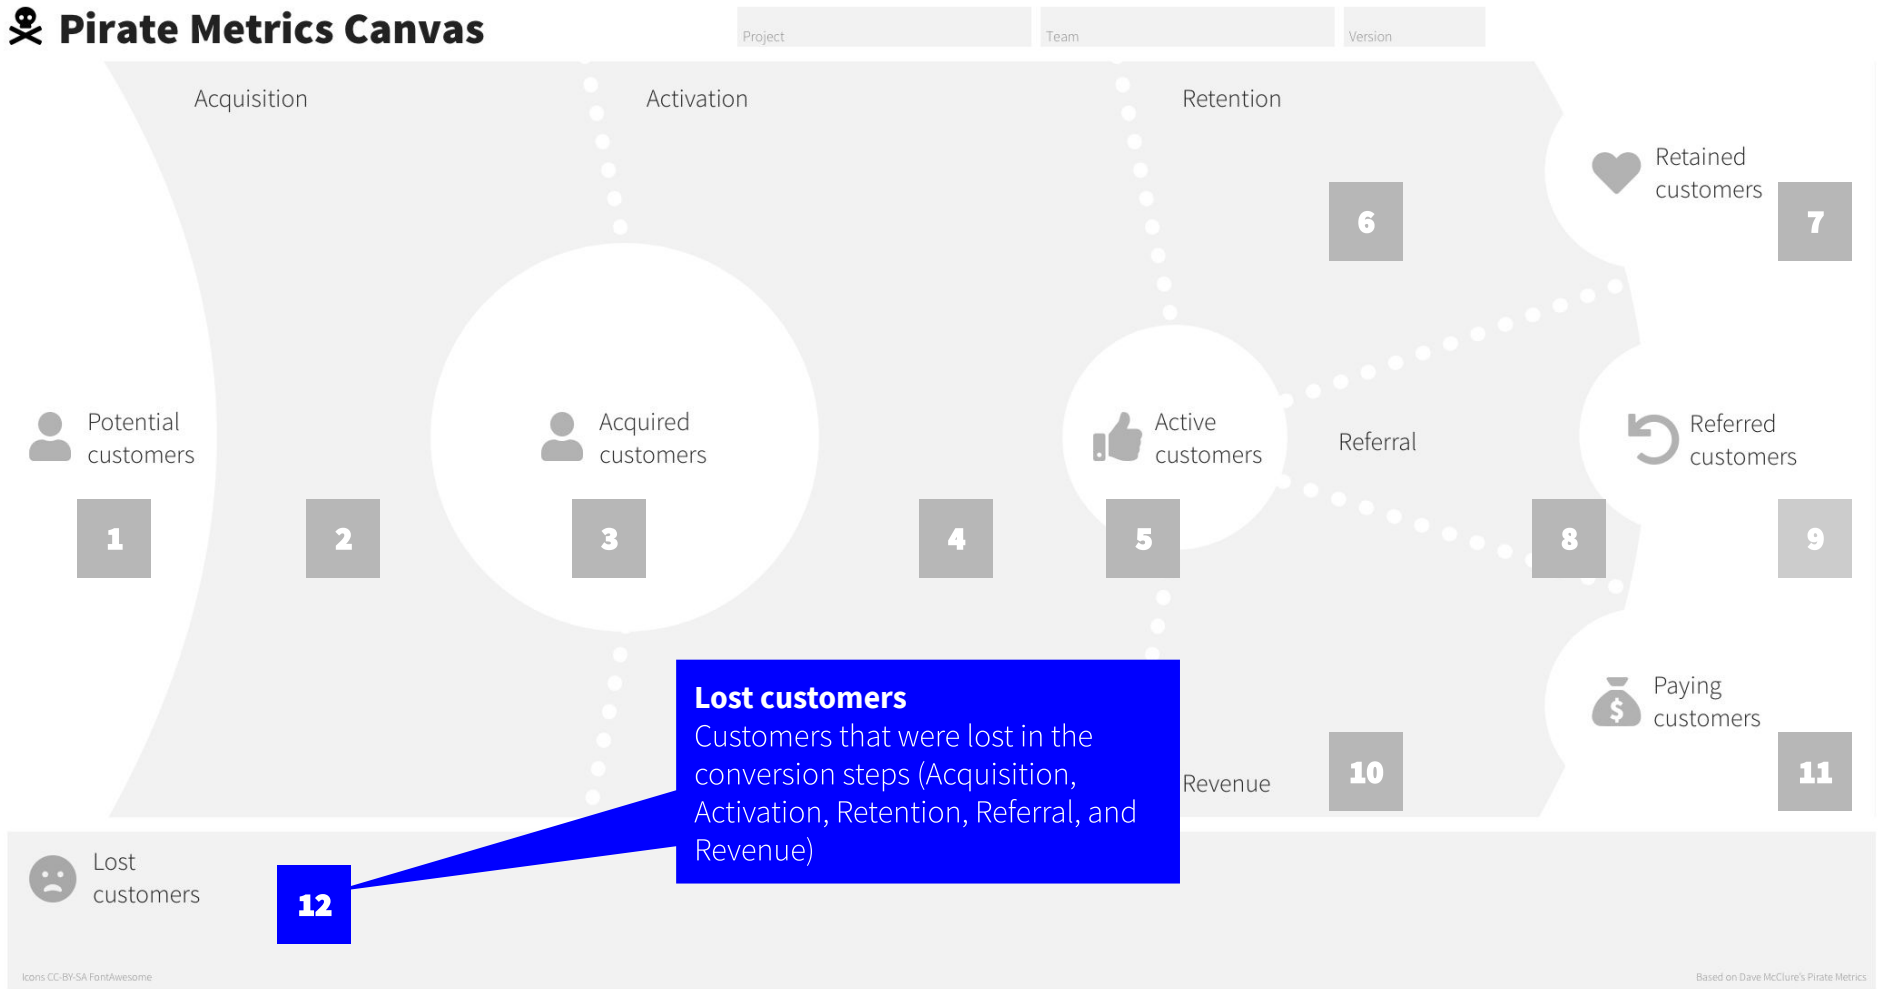 Pirate Metrics Canvas
Project
Team
Version
Acquisition
Activation
Retention
Retained
customers
6
7
Potential
customers
Acquired
customers
Active
customers
Referral
Referred
customers
1
2
3
4
5
8
9
Paying
customers
Lost customers
Customers that were lost in the
conversion steps (Acquisition,
Activation, Retention, Referral, and
Revenue)
Revenue
10
11
Lost
customers
12
Icons CC-BY-SA FontAwesome
Based on Dave McClure's Pirate Metrics